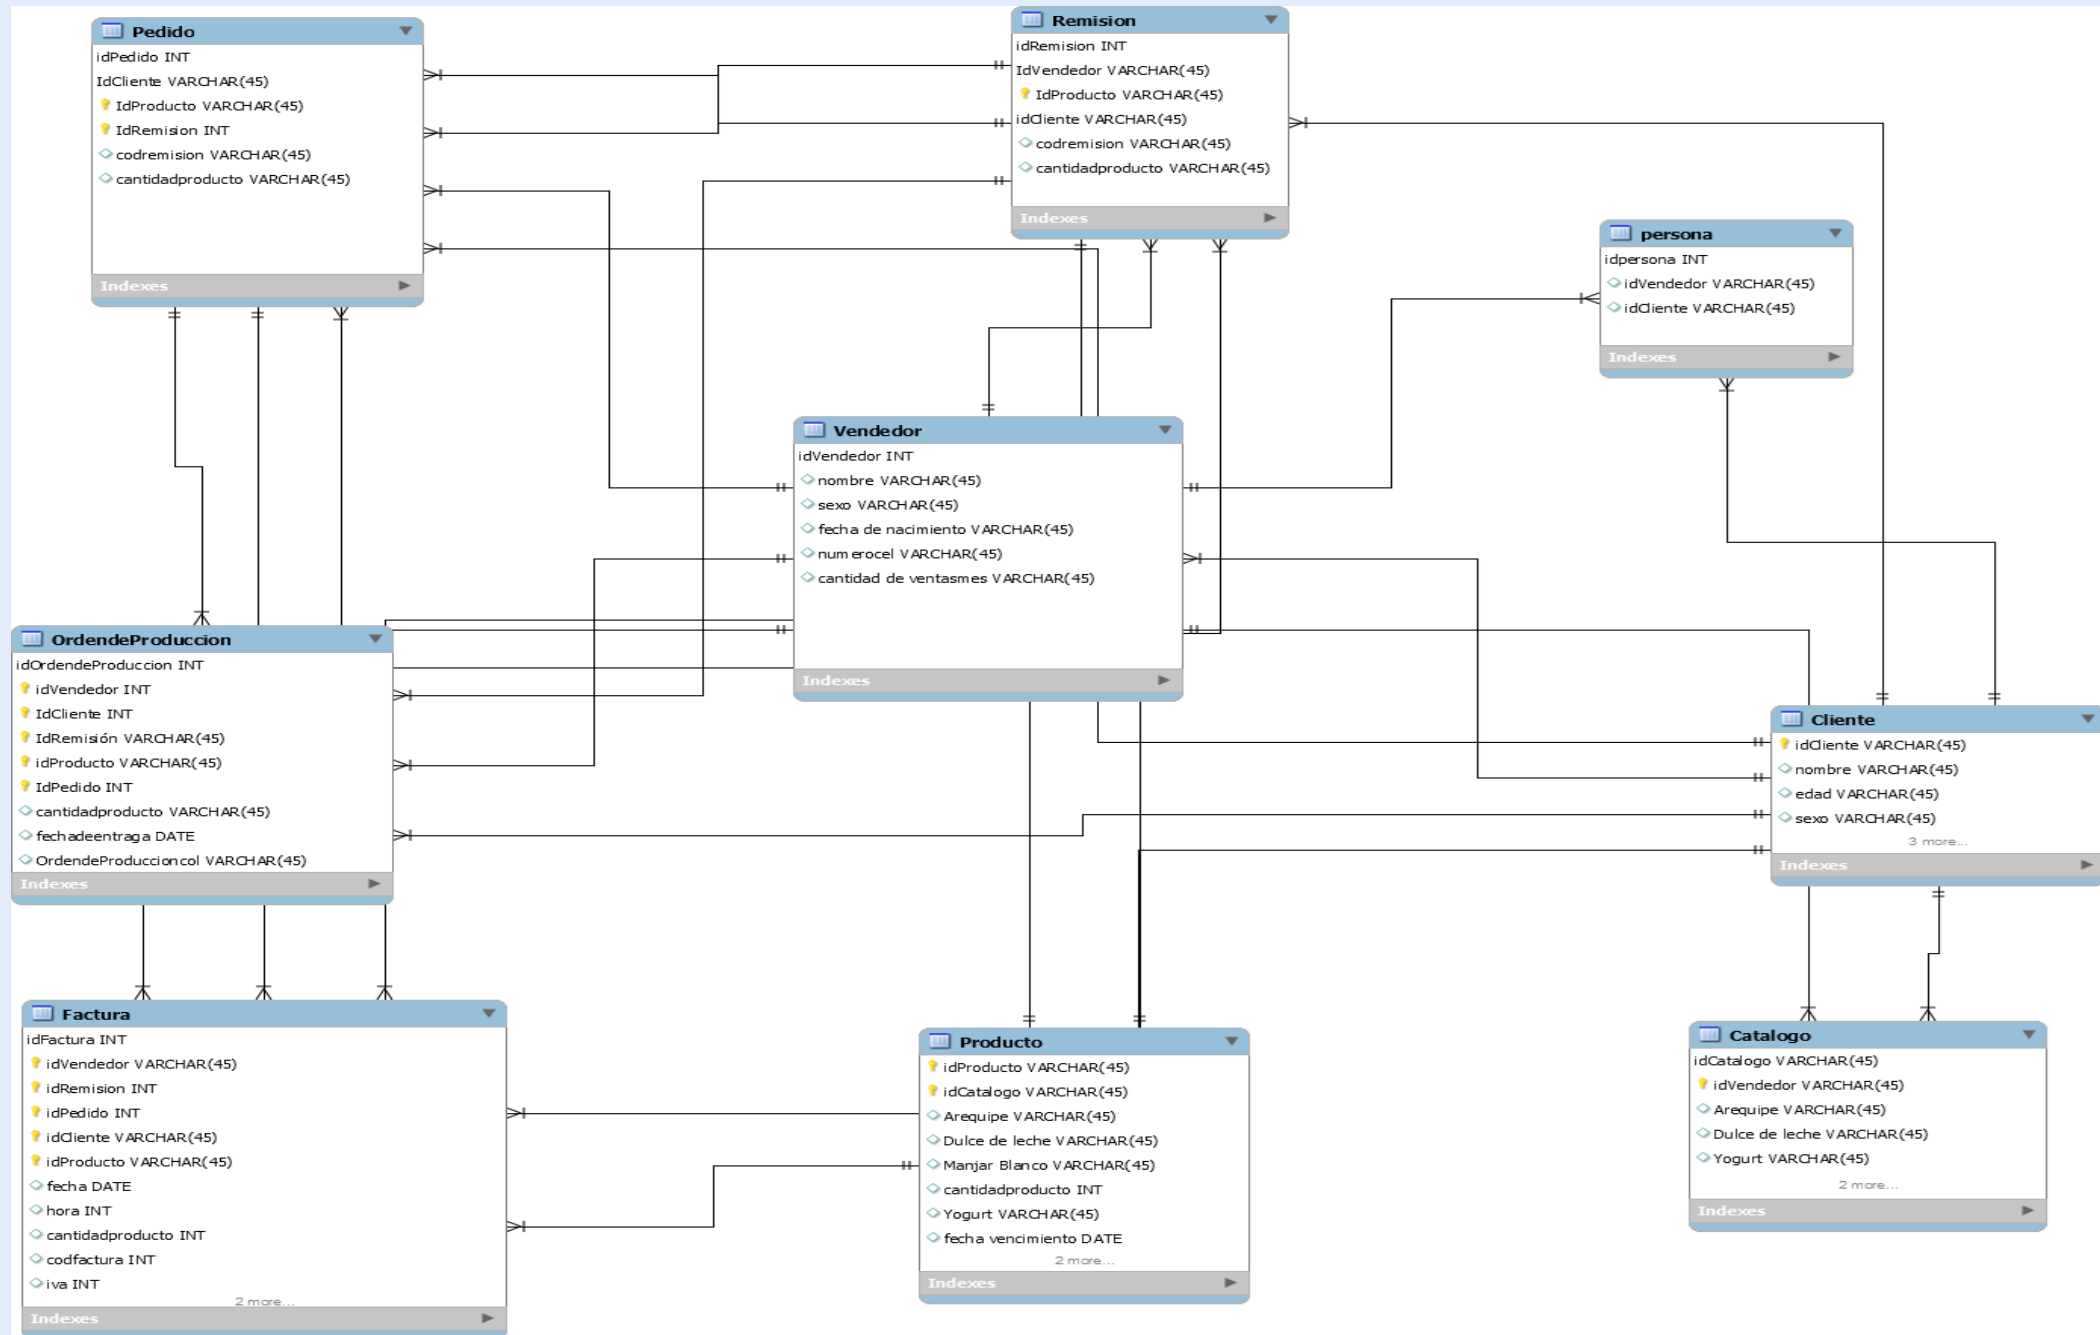 Pedido
idPedido INT
IdCliente VARCHAR(45)
IdProducto VARCHAR(45)
IdRemision INT
codremision VARCHAR(45)
cantidadproducto VARCHAR(45)
Indexes
Remision
idRemision INT
IdVendedor VARCHAR(45)
IdProducto VARCHAR(45)
idCliente VARCHAR(45)
codremision VARCHAR(45)
cantidadproducto VARCHAR(45)
Indexes
persona
idpersona INT
idVendedor VARCHAR(45)
idCliente VARCHAR(45)
Indexes
Vendedor
idVendedor INT
nombre VARCHAR(45)
sexo VARCHAR(45)
fecha de nacimiento VARCHAR(45)
numerocel VARCHAR(45)
cantidad de ventasmes VARCHAR(45)
Indexes
OrdendeProduccion
idOrdendeProduccion INT
idVendedor INT
IdCliente INT
IdRemisión VARCHAR(45)
idProducto VARCHAR(45)
IdPedido INT
cantidadproducto VARCHAR(45)
fechadeentraga DATE
OrdendeProduccioncol VARCHAR(45)
Indexes
Cliente
idCliente VARCHAR(45)
nombre VARCHAR(45)
edad VARCHAR(45)
sexo VARCHAR(45)
3 more...
Indexes
Factura
idFactura INT
idVendedor VARCHAR(45)
idRemision INT
idPedido INT
idCliente VARCHAR(45)
idProducto VARCHAR(45)
fecha DATE
hora INT
cantidadproducto INT
codfactura INT
iva INT
2 more...
Indexes
Producto
idProducto VARCHAR(45)
idCatalogo VARCHAR(45)
Arequipe VARCHAR(45)
Dulce de leche VARCHAR(45)
Manjar Blanco VARCHAR(45)
cantidadproducto INT
Yogurt VARCHAR(45)
fecha vencimiento DATE
2 more...
Indexes
Catalogo
idCatalogo VARCHAR(45)
idVendedor VARCHAR(45)
Arequipe VARCHAR(45)
Dulce de leche VARCHAR(45)
Yogurt VARCHAR(45)
2 more...
Indexes